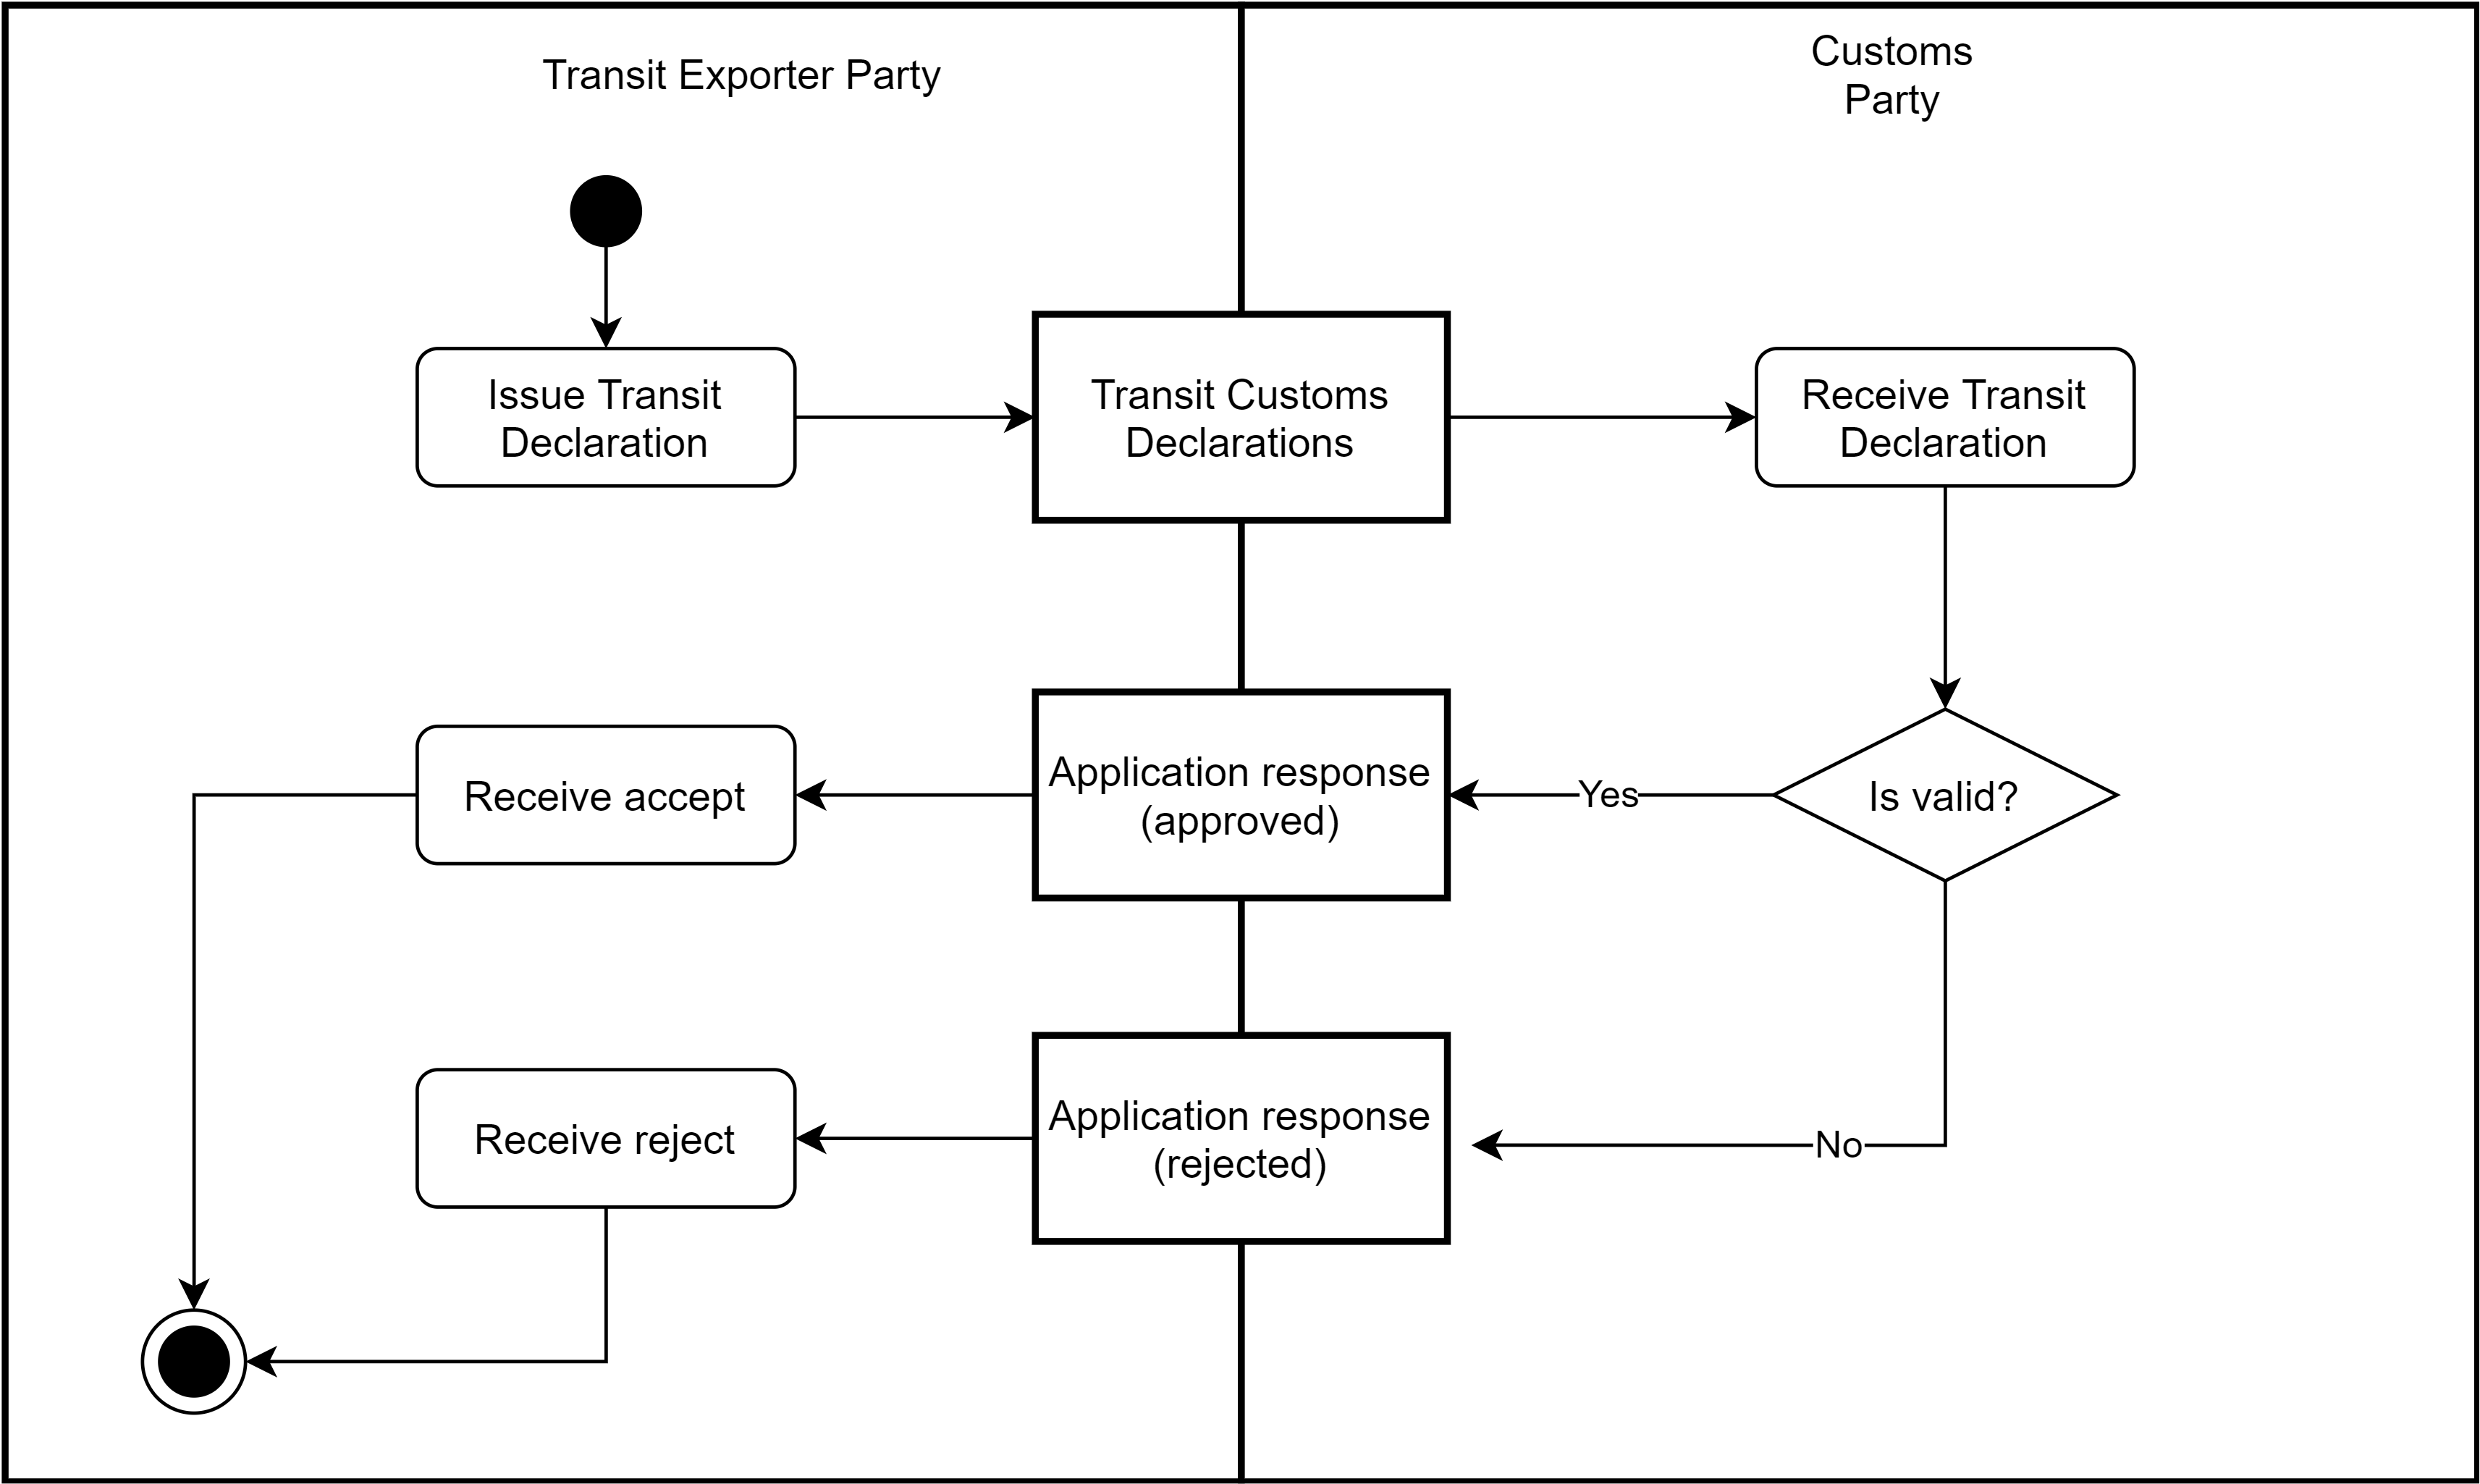 Transit Exporter Party
Customs
Party
Issue Transit
Declaration
Transit Customs
Declarations
Receive Transit
Declaration
Receive accept
Application response
(approved)
Yes
Is valid?
Receive reject
Application response
(rejected)
No